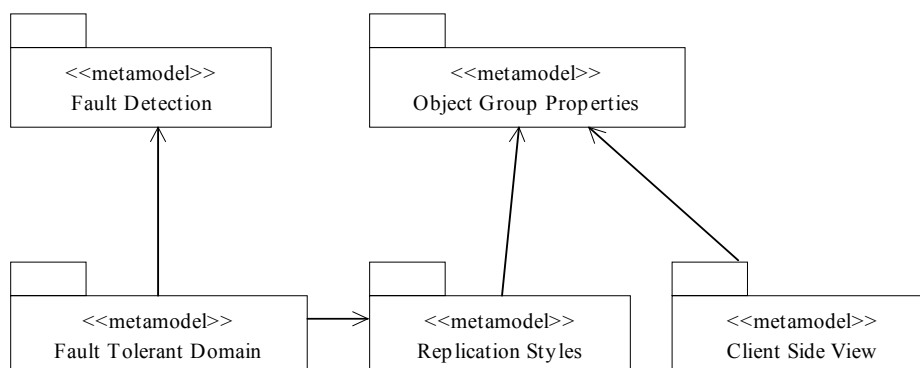 <<metamodel>>
Fault Detection
<<metamodel>>
Object Group Properties
<<metamodel>>
Fault Tolerant Domain
<<metamodel>>
Replication Styles
<<metamodel>>
Client Side View